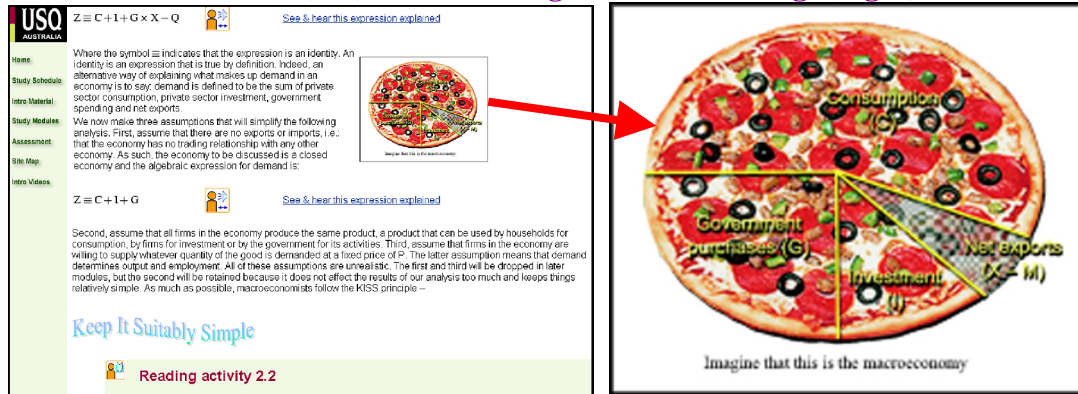 USQ
AUSTRALIA
Home
Study Schedule
Intro Material
Study Modules
Assessment
Site Map
Intro Videos
Z ≡ C+1+G × X−Q
See & hear this expression explained
Where the symbol ≡ indicates that the expression is an identity. An
identity is an expression that is true by definition. Indeed, an
alternative way of explaining what makes up demand in an
economy is to say: demand is defined to be the sum of private
sector consumption, private sector investment, government
spending and net exports.
We now make three assumptions that will simplify the following
analysis. First, assume that there are no exports or imports, i.e.:
that the economy has no trading relationship with any other
economy. As such, the economy to be discussed is a closed
economy and the algebraic expression for demand is:
Imagine that this is the macroeconomy
Z ≡ C+1+G
See & hear this expression explained
Second, assume that all firms in the economy produce the same product, a product that can be used by households for
consumption, by firms for investment or by the government for its activities. Third, assume that firms in the economy are
willing to supply whatever quantity of the good is demanded at a fixed price of P. The latter assumption means that demand
determines output and employment. All of these assumptions are unrealistic. The first and third will be dropped in later
modules, but the second will be retained because it does not affect the results of our analysis too much and keeps things
relatively simple. As much as possible, macroeconomists follow the KISS principle –
Keep It Suitably Simple
Reading activity 2.2
Consumption
Government
purchases (G)
Investment
(I)
Net exports
(X – M)
Imagine that this is the macroeconomy